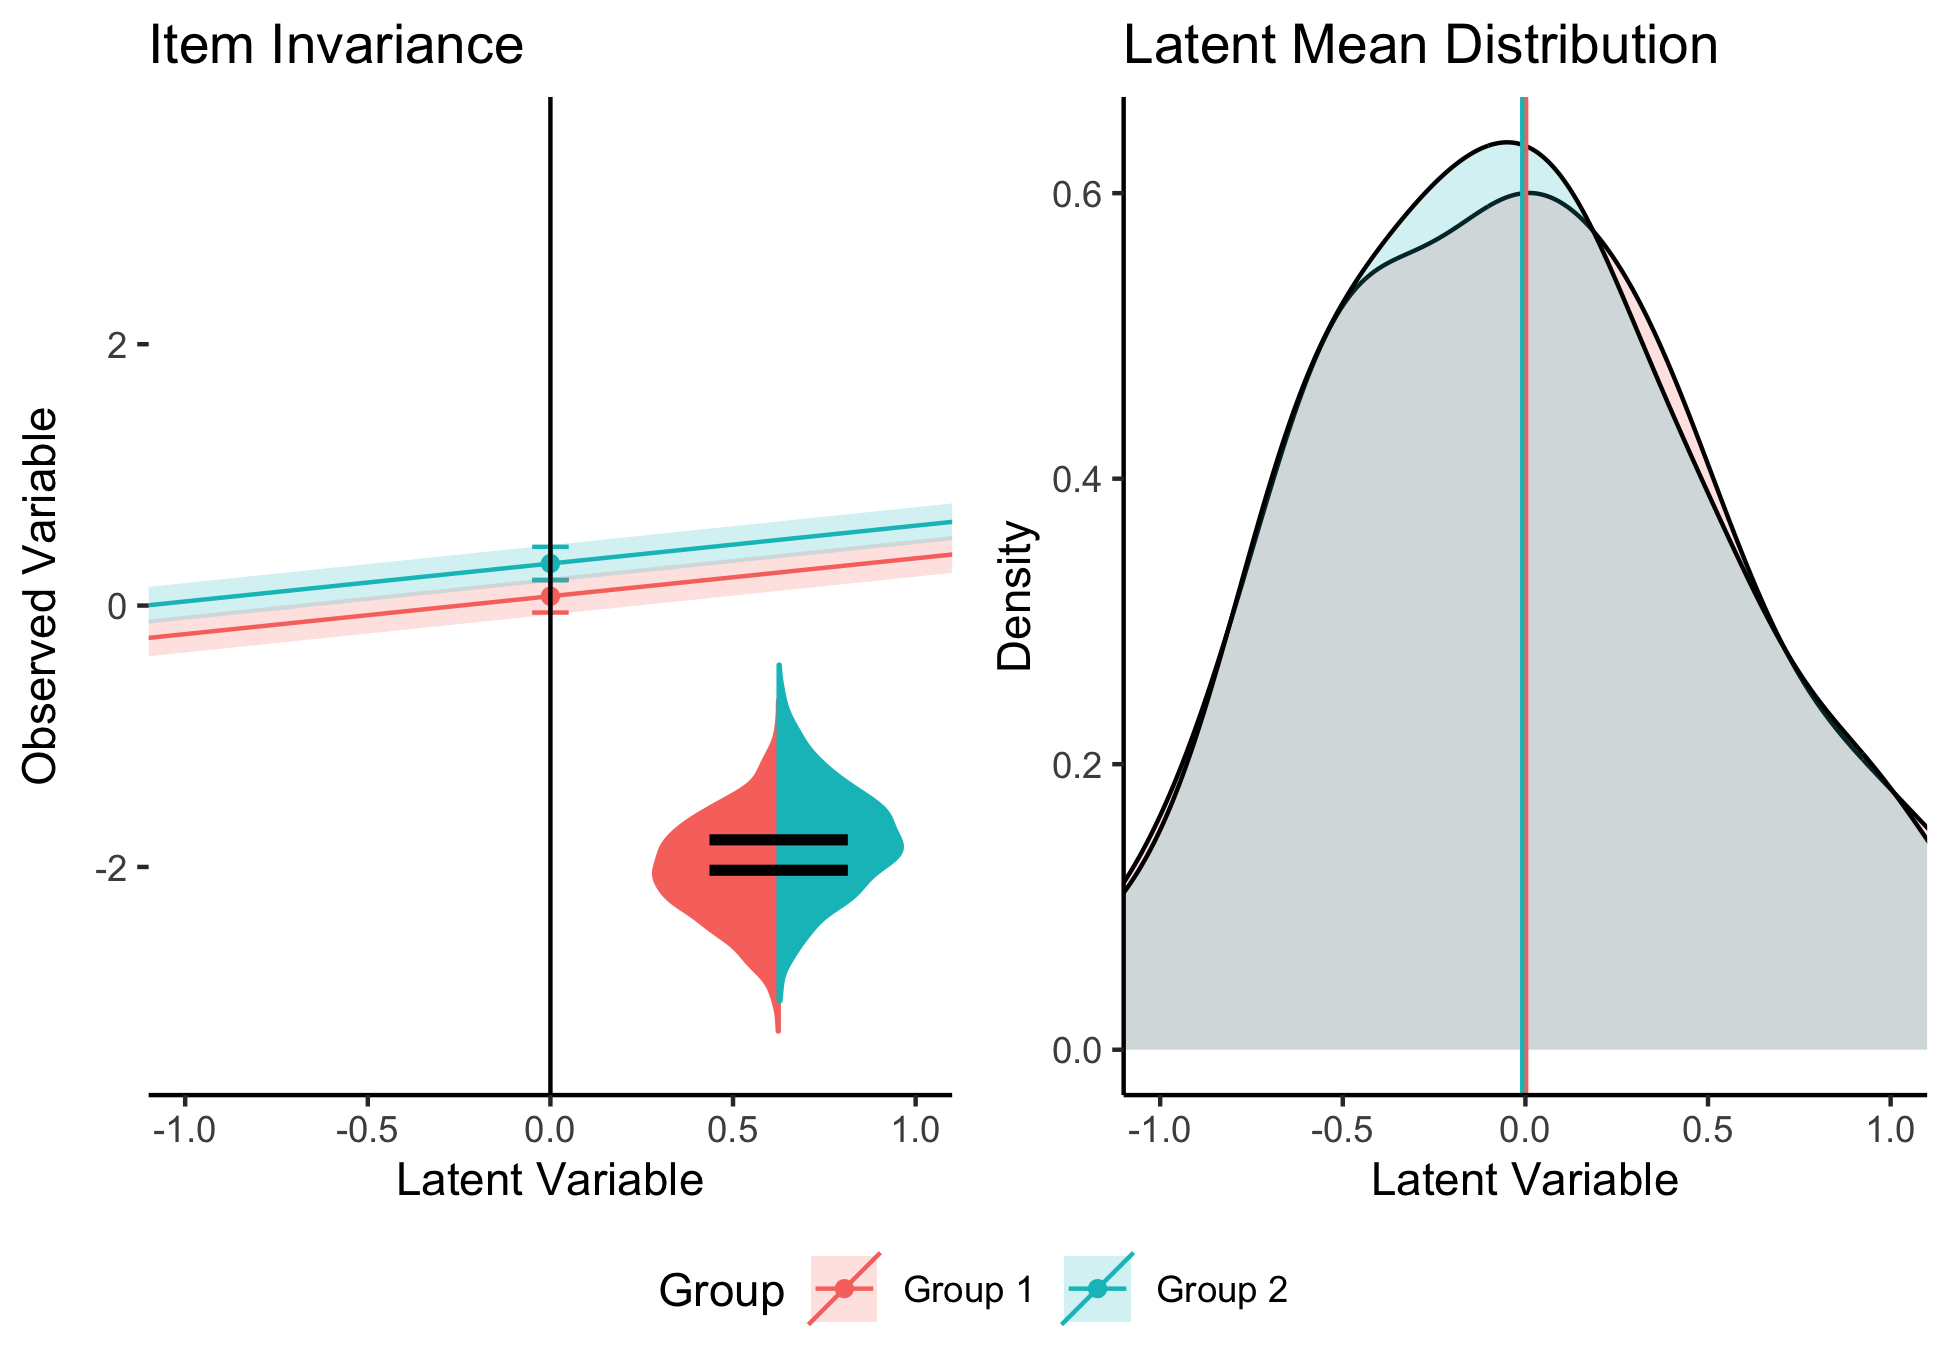 Item Invariance
Observed Variable
2
0
-2
-1.0 -0.5 0.0 0.5 1.0
Latent Variable
Latent Mean Distribution
Density
0.6
0.4
0.2
0.0
-1.0 -0.5 0.0 0.5 1.0
Latent Variable
Group Group 1 Group 2